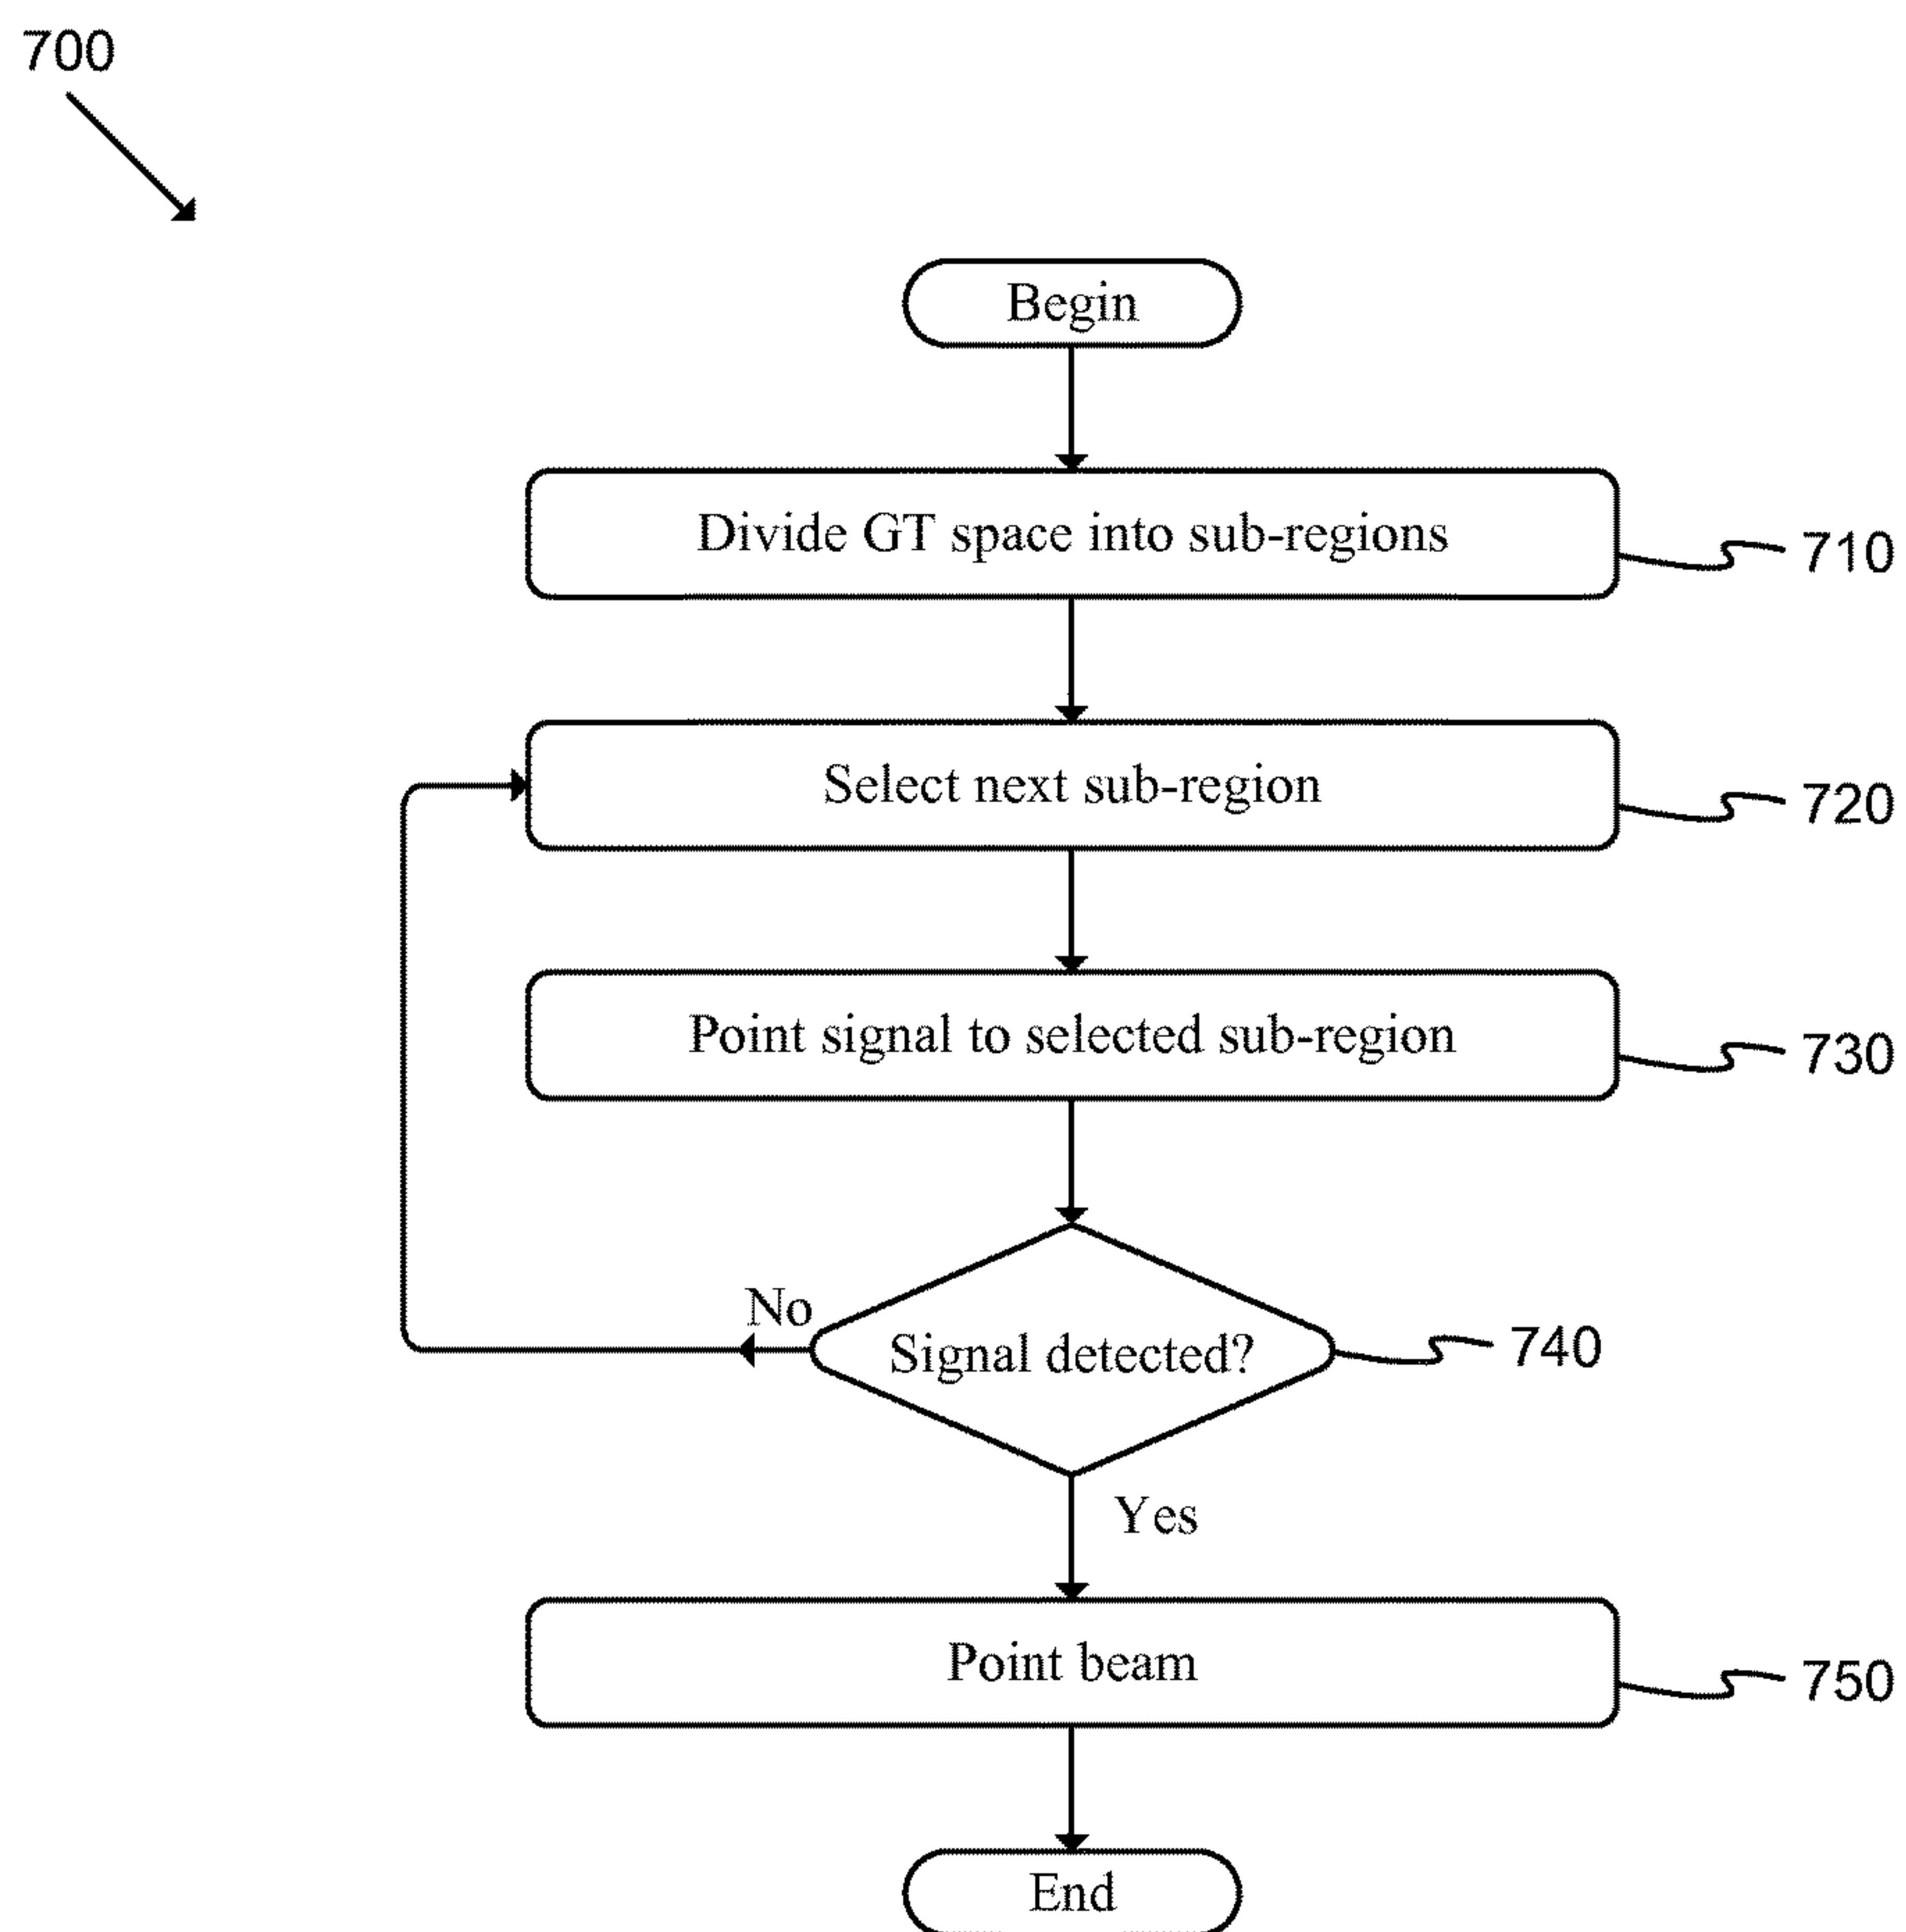 700
Begin
Divide GT space into sub-regions
710
Select next sub-region
720
Point signal to selected sub-region
730
No
Signal detected?
740
Yes
Point beam
750
End